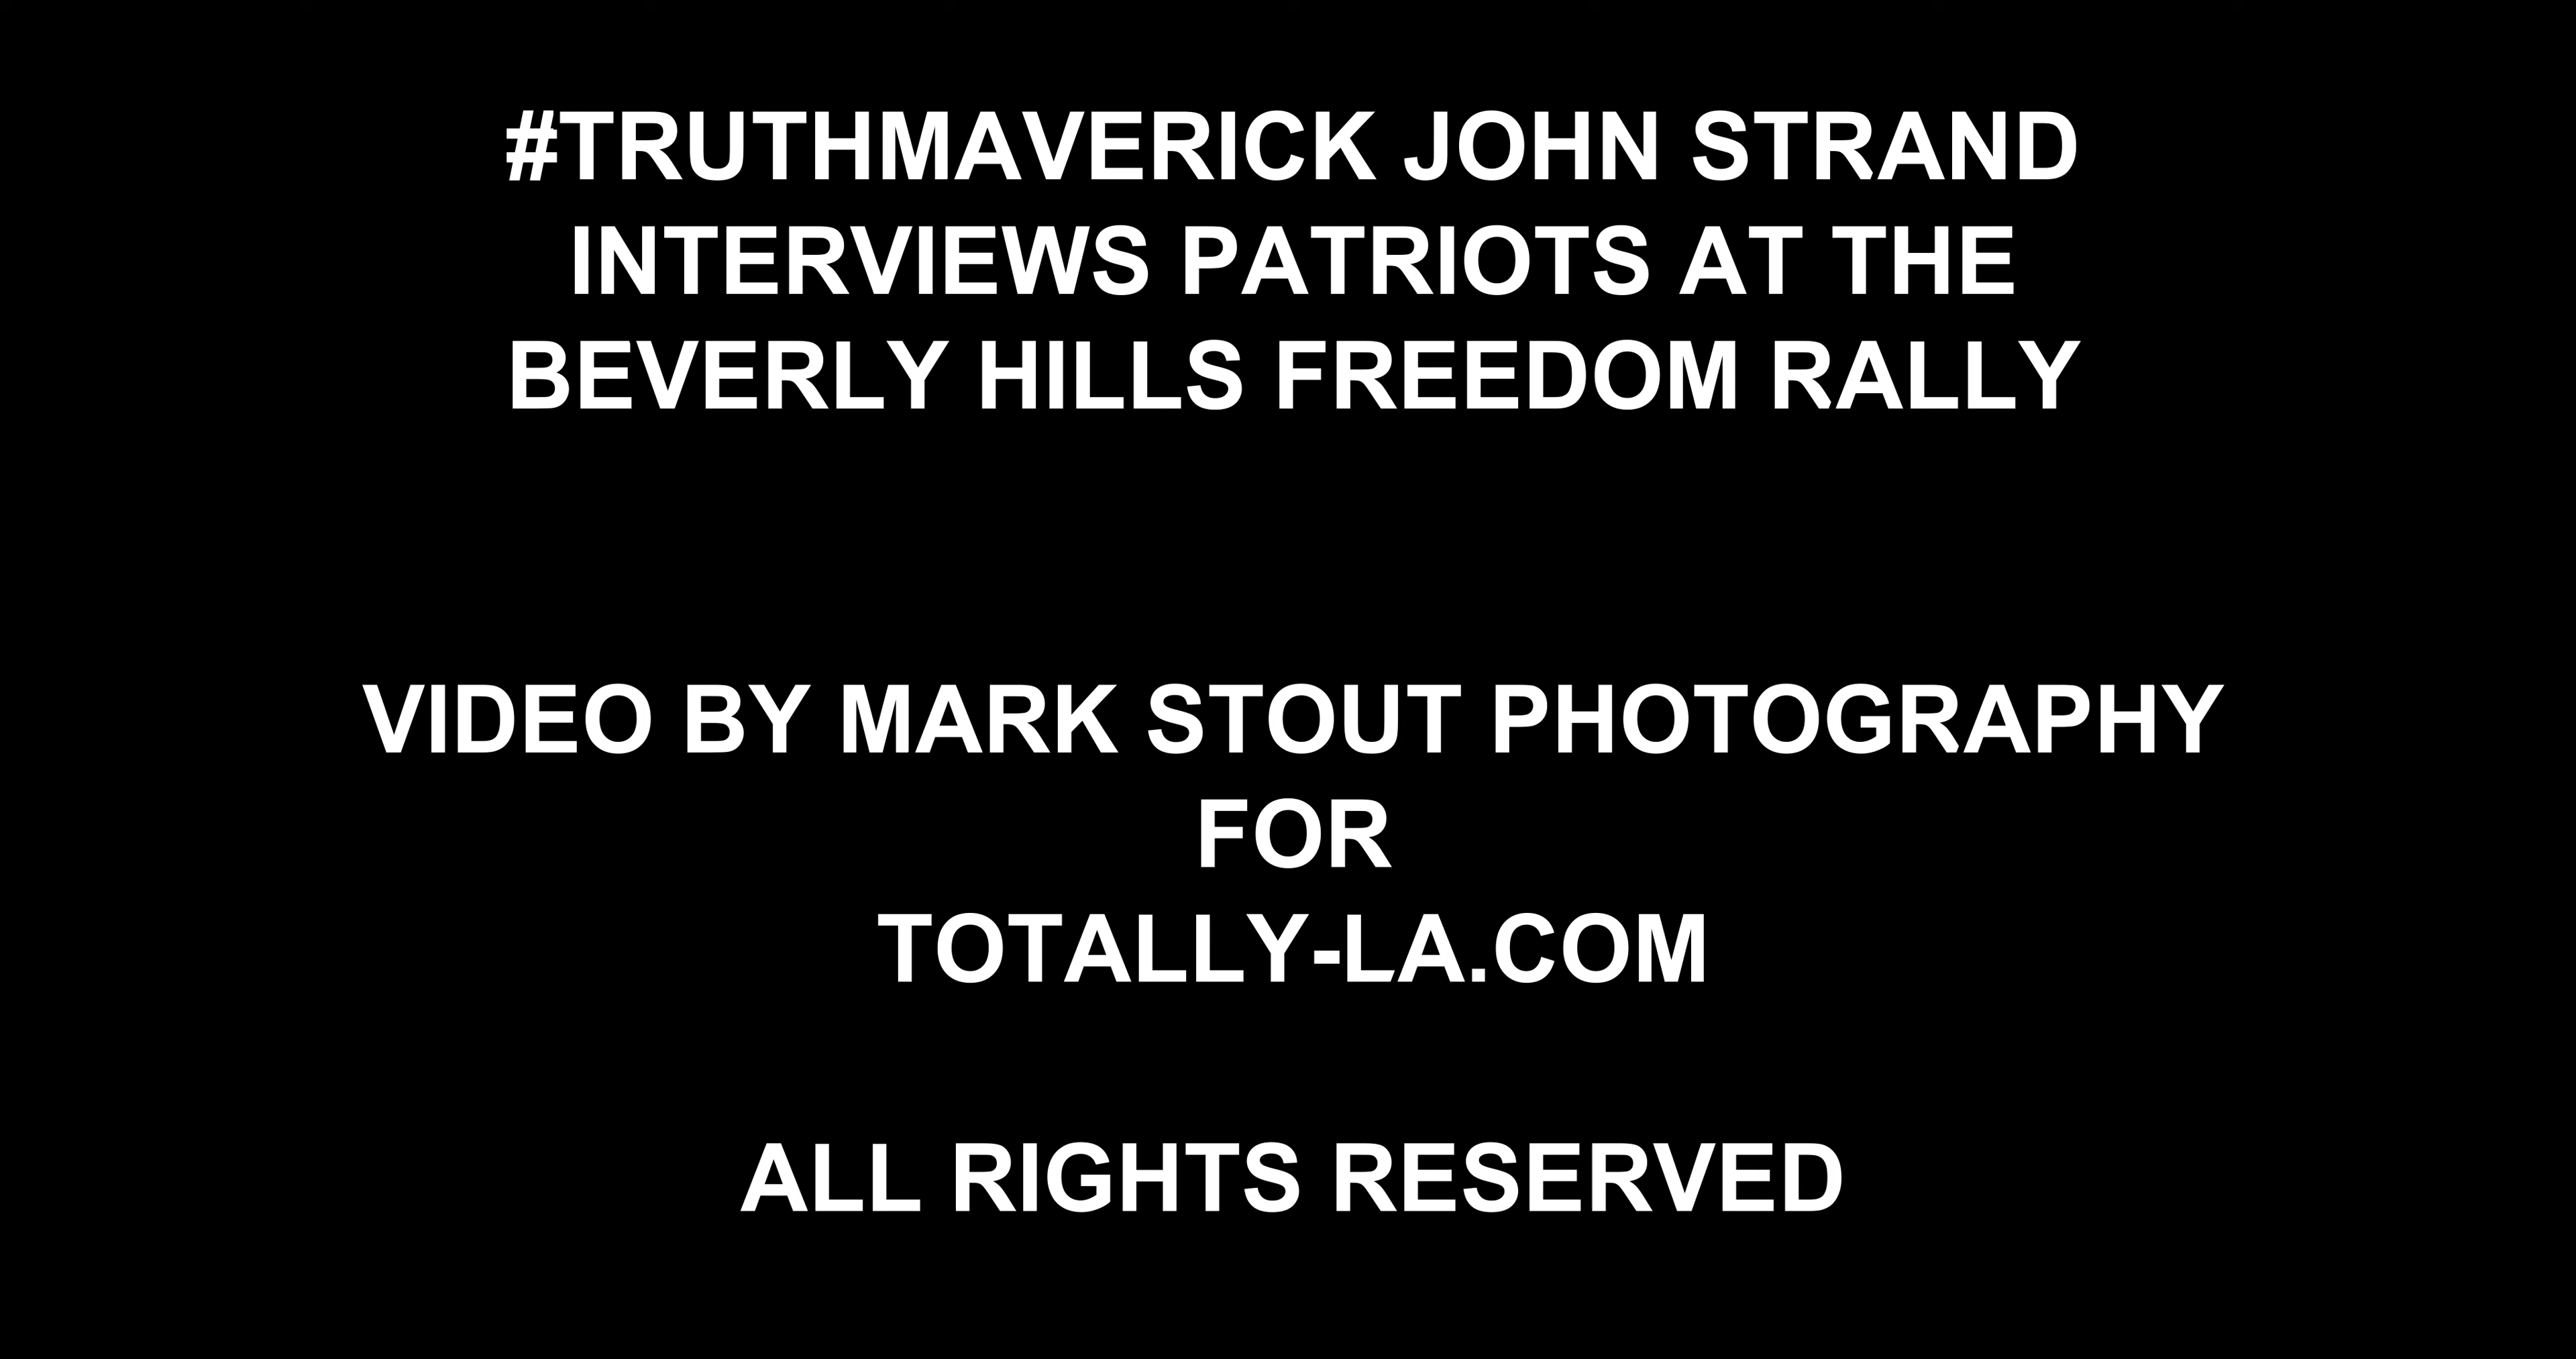 #TRUTHMAVERICK JOHN STRAND
INTERVIEWS PATRIOTS AT THE
BEVERLY HILLS FREEDOM RALLY
VIDEO BY MARK STOUT PHOTOGRAPHY
FOR
TOTALLY-LA.COM
ALL RIGHTS RESERVED